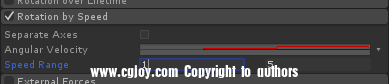 Rotation over Lifetime
Rotation by Speed
Separate Axes
Angular Velocity
Speed Range 1 5
www.cgjoy.com Copyright to authors
External Forces